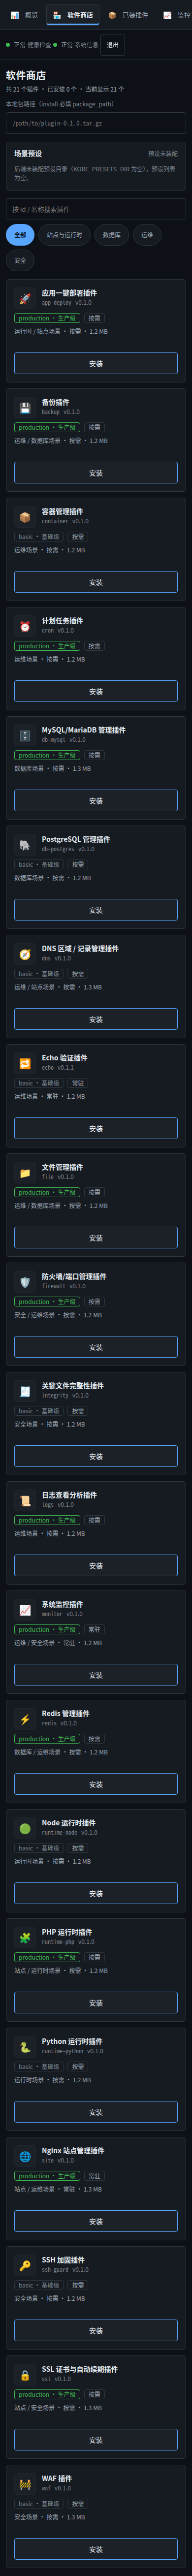 概览 软件商店 已装插件 监控
正常 健康检查 正常 系统信息 退出
软件商店
共 21 个插件 • 已安装 0 个 • 当前显示 21 个
本地包路径（install 必填 package_path）
/path/to/plugin-0.1.0.tar.gz
场景预设 预设未装配
后端未装配预设目录（KORE_PRESETS_DIR 为空），预设列表
为空。
按 id / 名称搜索插件
全部 站点与运行时 数据库 运维
安全
应用一键部署插件
app-deploy v0.1.0
production · 生产级 按需
运行时 / 站点场景 • 按需 • 1.2 MB
安装
备份插件
backup v0.1.0
production · 生产级 按需
运维 / 数据库场景 • 按需 • 1.2 MB
安装
容器管理插件
container v0.1.0
basic · 基础级 按需
运维场景 • 按需 • 1.2 MB
安装
计划任务插件
cron v0.1.0
production · 生产级 按需
运维场景 • 按需 • 1.2 MB
安装
MySQL/MariaDB 管理插件
db-mysql v0.1.0
production · 生产级 按需
数据库场景 • 按需 • 1.3 MB
安装
PostgreSQL 管理插件
db-postgres v0.1.0
basic · 基础级 按需
数据库场景 • 按需 • 1.2 MB
安装
DNS 区域 / 记录管理插件
dns v0.1.0
basic · 基础级 按需
运维 / 站点场景 • 按需 • 1.3 MB
安装
Echo 验证插件
echo v0.1.1
basic · 基础级 常驻
运维场景 • 常驻 • 1.2 MB
安装
文件管理插件
file v0.1.0
production · 生产级 按需
运维 / 数据库场景 • 按需 • 1.2 MB
安装
防火墙/端口管理插件
firewall v0.1.0
production · 生产级 按需
安全 / 运维场景 • 按需 • 1.2 MB
安装
关键文件完整性插件
integrity v0.1.0
basic · 基础级 按需
安全场景 • 按需 • 1.2 MB
安装
日志查看分析插件
logs v0.1.0
production · 生产级 按需
运维场景 • 按需 • 1.2 MB
安装
系统监控插件
monitor v0.1.0
production · 生产级 常驻
运维 / 安全场景 • 常驻 • 1.2 MB
安装
Redis 管理插件
redis v0.1.0
production · 生产级 按需
数据库 / 运维场景 • 按需 • 1.2 MB
安装
Node 运行时插件
runtime-node v0.1.0
basic · 基础级 按需
运行时场景 • 按需 • 1.2 MB
安装
PHP 运行时插件
runtime-php v0.1.0
production · 生产级 按需
站点 / 运行时场景 • 按需 • 1.2 MB
安装
Python 运行时插件
runtime-python v0.1.0
basic · 基础级 按需
运行时场景 • 按需 • 1.2 MB
安装
Nginx 站点管理插件
site v0.1.0
production · 生产级 常驻
站点 / 运维场景 • 常驻 • 1.3 MB
安装
SSH 加固插件
ssh-guard v0.1.0
basic · 基础级 按需
安全场景 • 按需 • 1.2 MB
安装
SSL 证书与自动续期插件
ssl v0.1.0
production · 生产级 按需
站点 / 安全场景 • 按需 • 1.3 MB
安装
WAF 插件
waf v0.1.0
basic · 基础级 按需
安全场景 • 按需 • 1.3 MB
安装